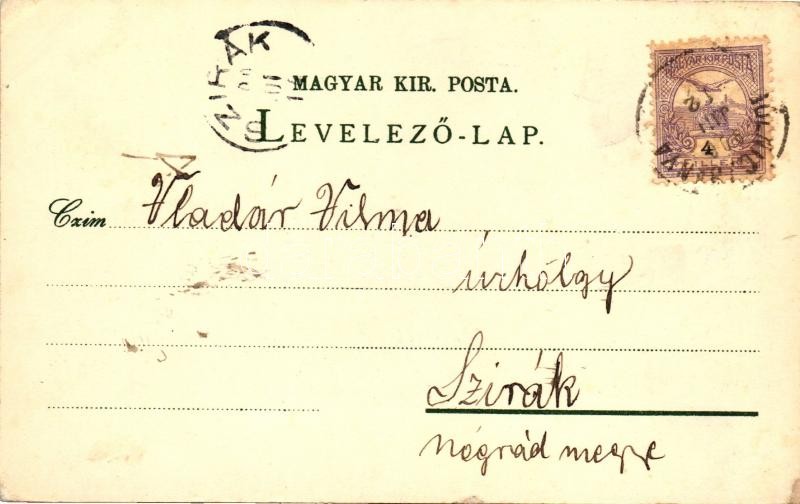 SZIRÁK
MAGYAR KIR. POSTA.
LEVELEZŐ-LAP.
MAGYAR KIR. POSTA
4
Czim Vladár Vilma
úrhölgy
Szirák
Nógrád megye